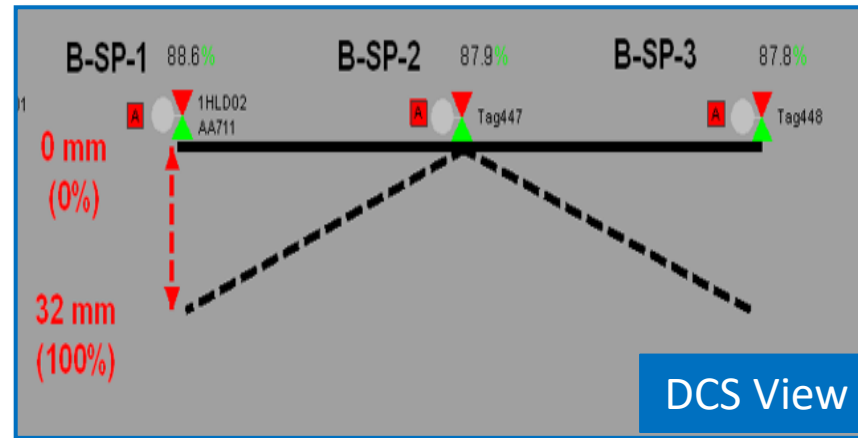 B-SP-1 88.6% B-SP-2 87.9% B-SP-3 87.8%
A 1HLD02 A Tag447 A Tag448
AA711
0 mm
(0%)
32 mm
(100%)
DCS View